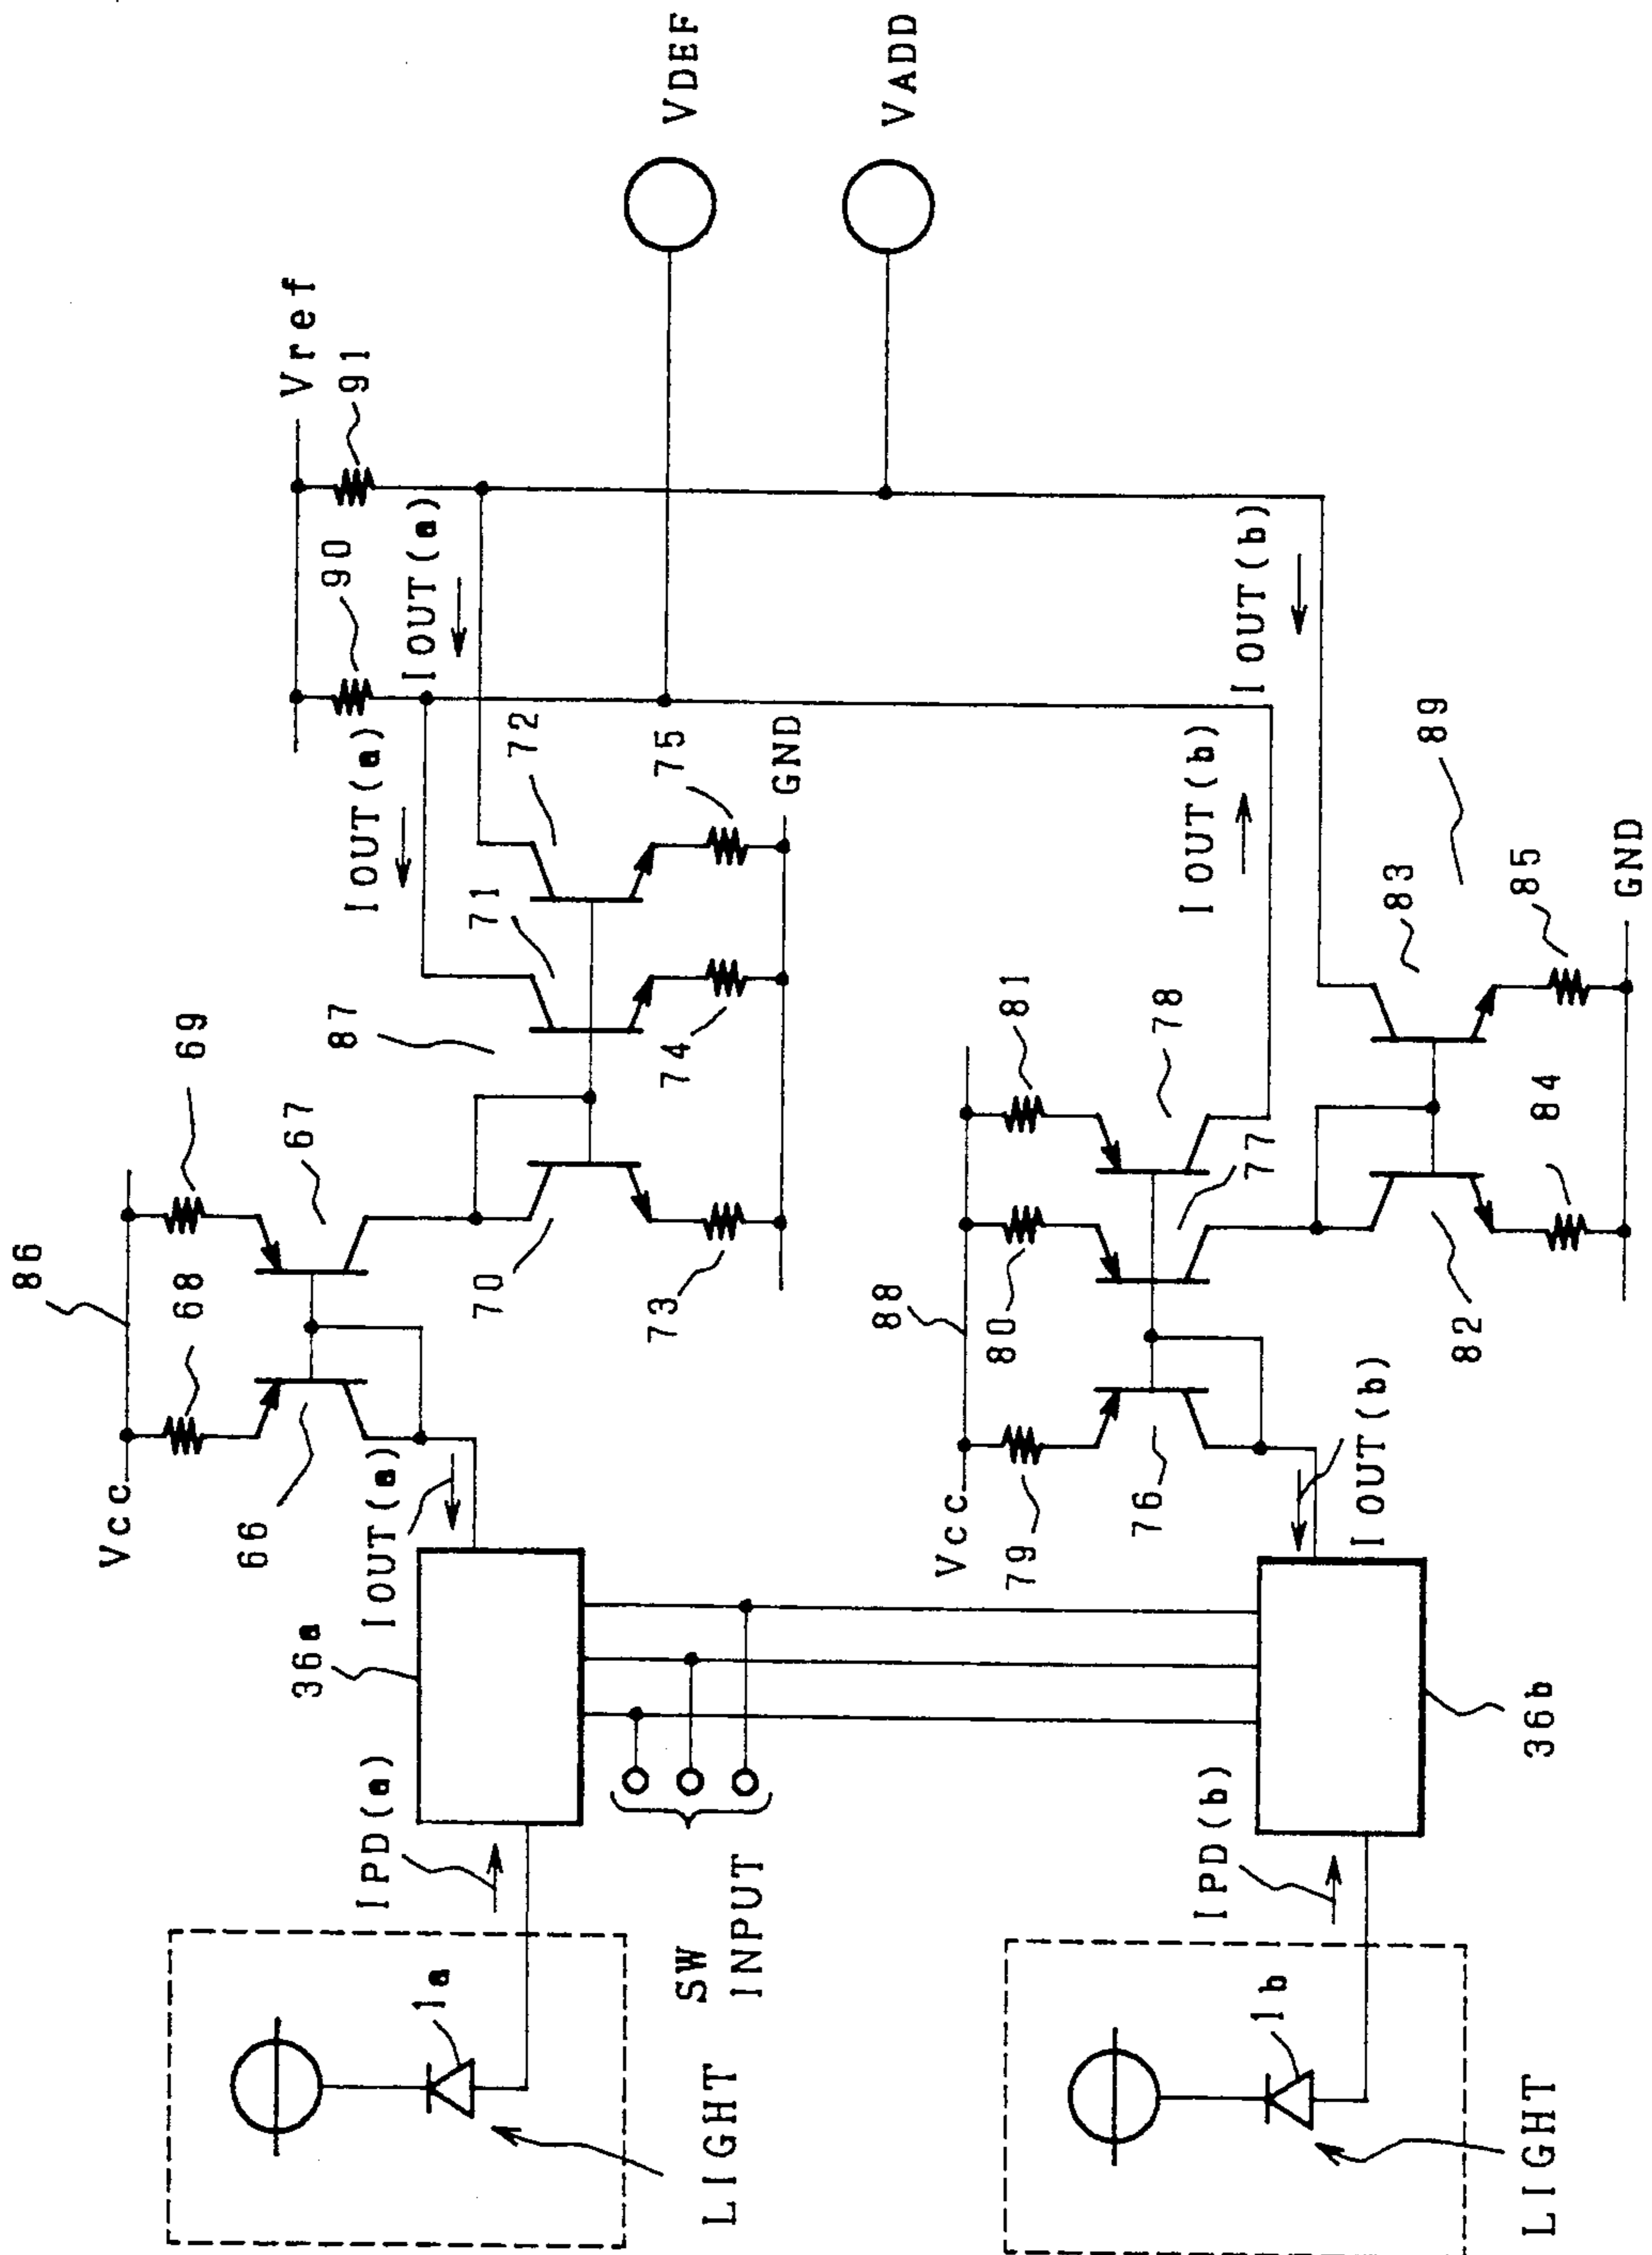 VDEF
VADD
Vref
91
90
IOUT(a)
IOUT(a)
72
75
GND
71
87
74
69
67
86
68
70
73
Vcc
66
IOUT(a)
36a
IPD(a)
SW
INPUT
1a
LIGHT
IOUT(b)
IOUT(b)
89
83
85
GND
81
78
77
84
88
80
82
Vcc
79
76
IOUT(b)
36b
IPD(b)
1b
LIGHT